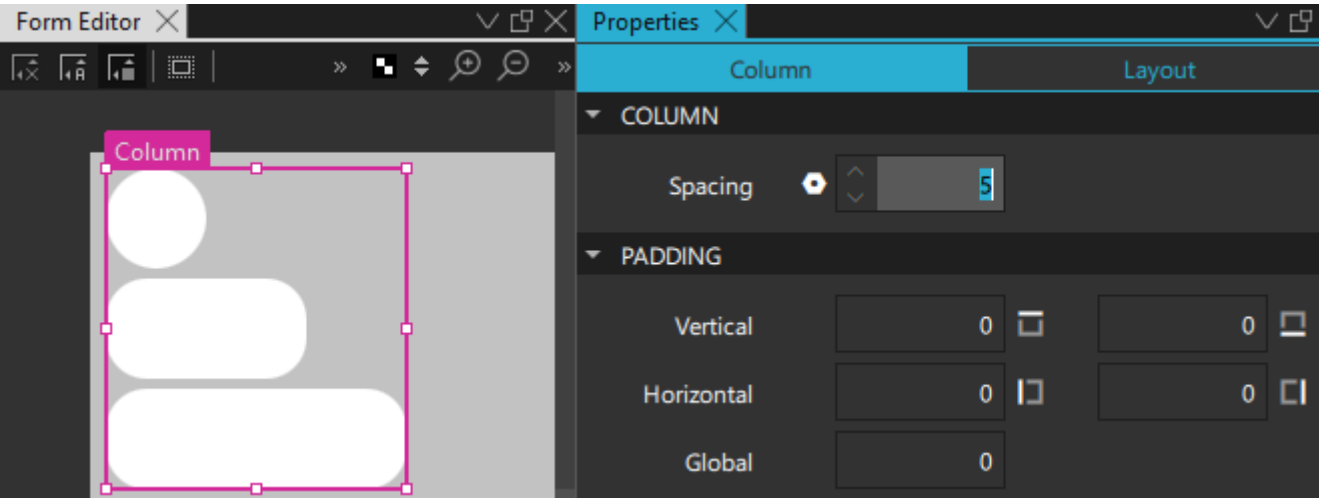 Form Editor
Properties
Column
Layout
COLUMN
Column
Spacing
5
PADDING
Vertical
0
0
Horizontal
0
0
Global
0